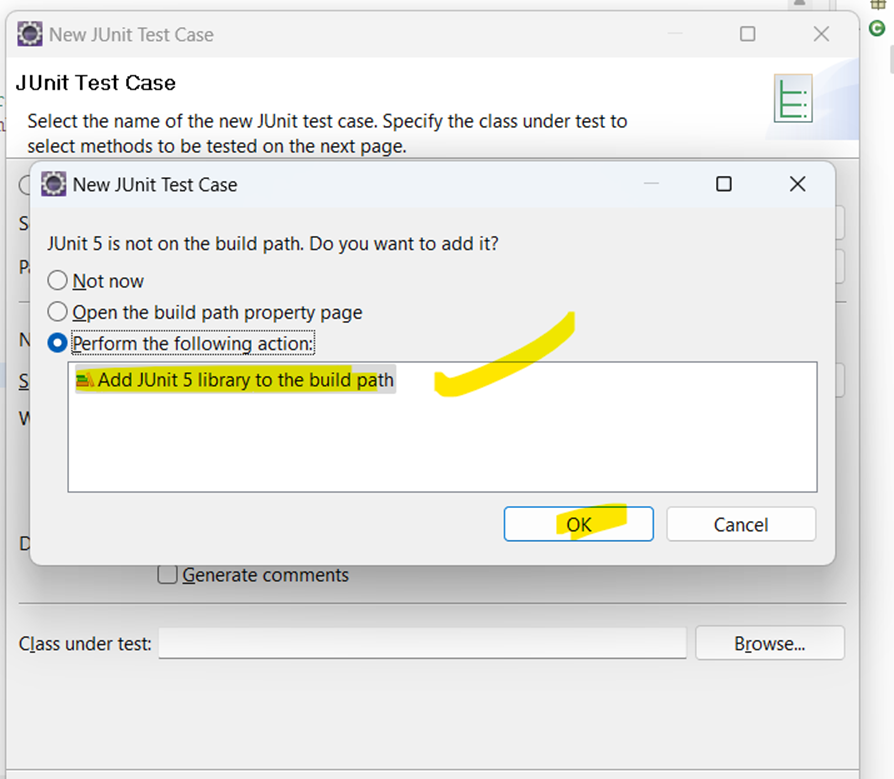 New JUnit Test Case
JUnit Test Case
Select the name of the new JUnit test case. Specify the class under test to
select methods to be tested on the next page.
New JUnit Test Case
JUnit 5 is not on the build path. Do you want to add it?
Not now
Open the build path property page
Perform the following action:
Add JUnit 5 library to the build path
OK
Cancel
Generate comments
Class under test:
Browse...